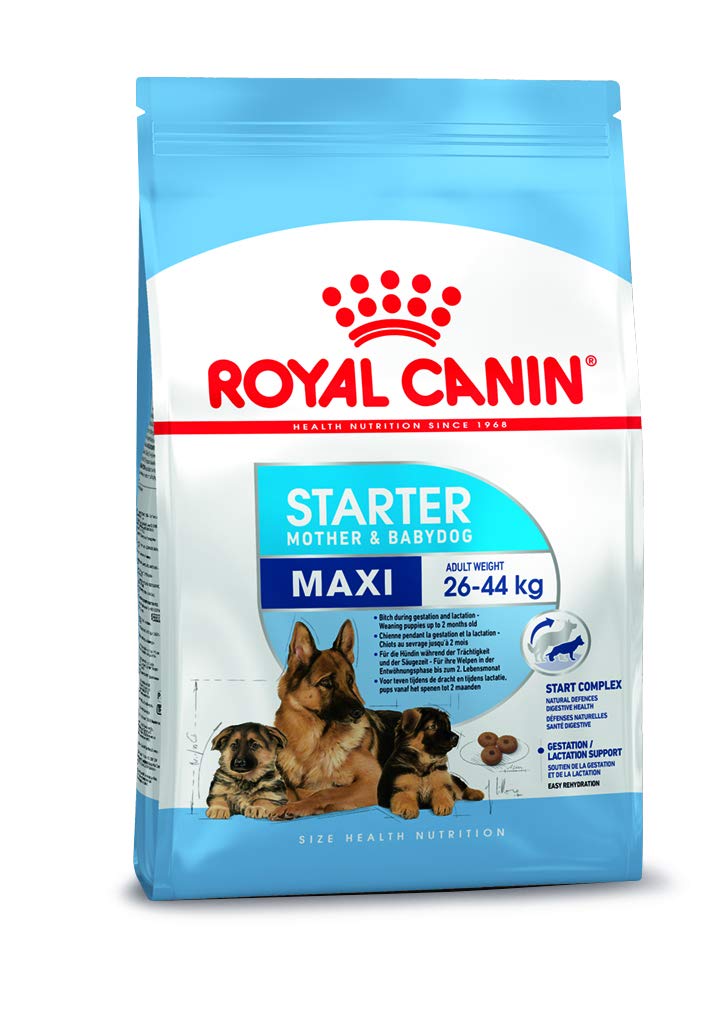 ROYAL CANIN®
HEALTH NUTRITION SINCE 1968
STARTER
MOTHER & BABYDOG
MAXI
ADULT WEIGHT
26-44 kg
• Bitch during gestation and lactation -
Weaning puppies up to 2 months old
• Chienne pendant la gestation et la lactation -
Chiots au sevrage jusqu'à 2 mois
• Für die Hündin während der Trächtigkeit
und der Säugezeit - Für ihre Welpen in der
Entwöhnungsphase bis zum 2. Lebensmonat
• Voor teven tijdens de dracht en tijdens lactatie,
pups vanaf het spenen tot 2 maanden
START COMPLEX
NATURAL DEFENCES
DIGESTIVE HEALTH
DÉFENSES NATURELLES
SANTÉ DIGESTIVE
• GESTATION /
LACTATION SUPPORT
SOUTIEN DE LA GESTATION
ET DE LA LACTATION
EASY REHYDRATION
SIZE HEALTH NUTRITION